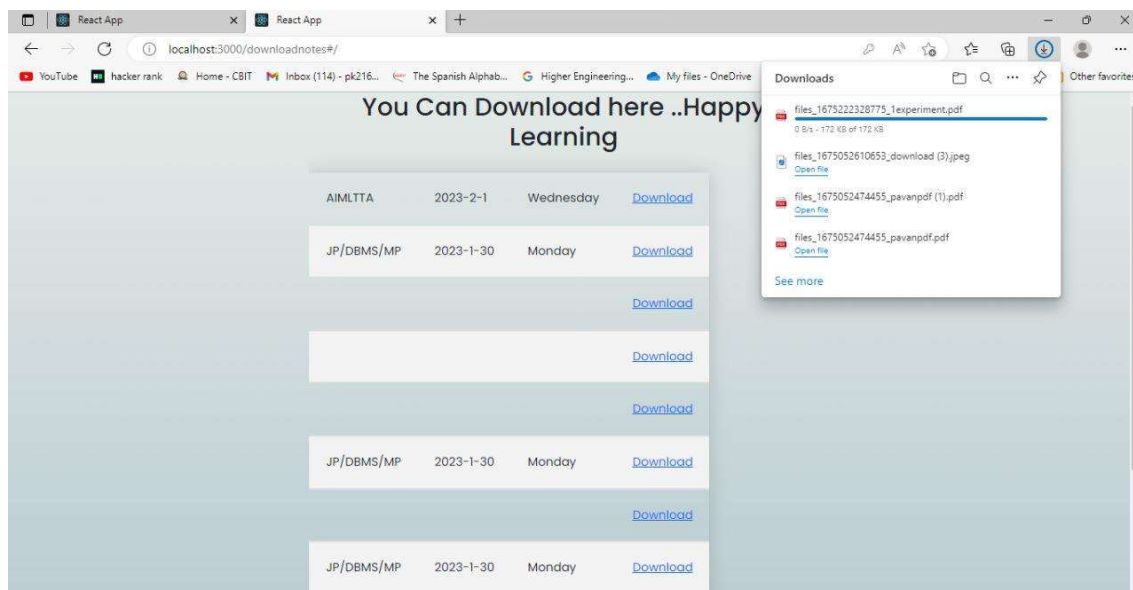 React App
React App
localhost:3000/downloadnotes#/
YouTube hacker rank Home - CBIT Inbox (114) - pk216... The Spanish Alphab... Higher Engineering... My files - OneDrive Other favorites
Downloads
files_1675222328775_1experiment.pdf
0 B/s - 172 KB of 172 KB
files_1675052610653_download (3).jpeg
Open file
files_1675052474455_pavanpdf (1).pdf
Open file
files_1675052474455_pavanpdf.pdf
Open file
See more
You Can Download here ..Happy
Learning
AIMLTTA 2023-2-1 Wednesday Download
JP/DBMS/MP 2023-1-30 Monday Download
Download
Download
Download
JP/DBMS/MP 2023-1-30 Monday Download
Download
JP/DBMS/MP 2023-1-30 Monday Download